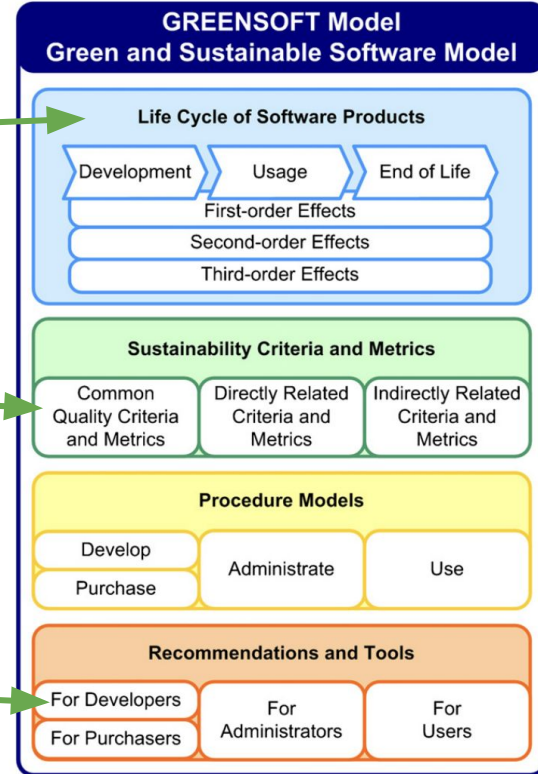 GREENSOFT Model
Green and Sustainable Software Model
Life Cycle of Software Products
Development
Usage
End of Life
First-order Effects
Second-order Effects
Third-order Effects
Sustainability Criteria and Metrics
Common
Quality Criteria
and Metrics
Directly Related
Criteria and
Metrics
Indirectly Related
Criteria and
Metrics
Procedure Models
Develop
Purchase
Administrate
Use
Recommendations and Tools
For Developers
For Purchasers
For
Administrators
For
Users